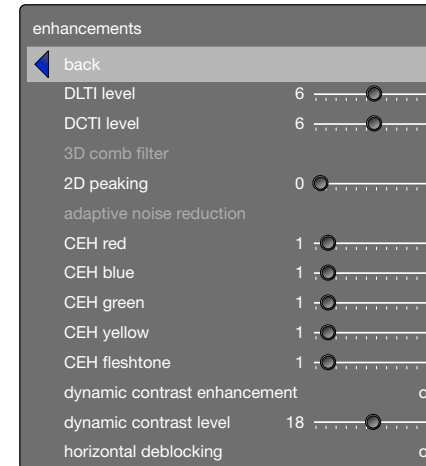 enhancements
back
DLTI level 6
DCTI level 6
3D comb filter
2D peaking 0
adaptive noise reduction
CEH red 1
CEH blue 1
CEH green 1
CEH yellow 1
CEH fleshtone 1
dynamic contrast enhancement
dynamic contrast level 18
horizontal deblocking